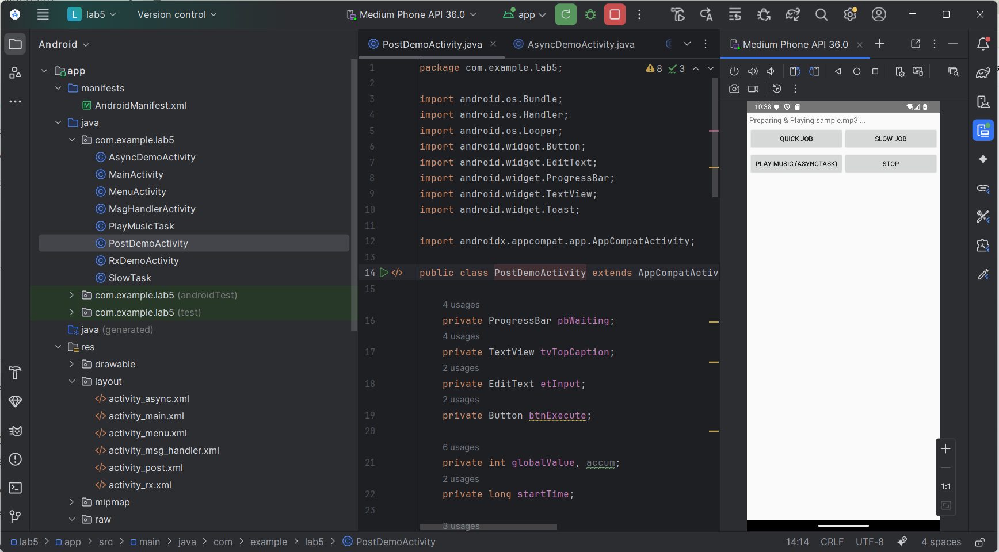 L lab5 Version control Medium Phone API 36.0 app
Android
app
manifests
AndroidManifest.xml
java
com.example.lab5
AsyncDemoActivity
MainActivity
MenuActivity
MsgHandlerActivity
PlayMusicTask
PostDemoActivity
RxDemoActivity
SlowTask
com.example.lab5 (androidTest)
com.example.lab5 (test)
java (generated)
res
drawable
layout
activity_async.xml
activity_main.xml
activity_menu.xml
activity_msg_handler.xml
activity_post.xml
activity_rx.xml
mipmap
raw
PostDemoActivity.java AsyncDemoActivity.java
8 3
1 package com.example.lab5;
2
3 import android.os.Bundle;
4 import android.os.Handler;
5 import android.os.Looper;
6 import android.widget.Button;
7 import android.widget.EditText;
8 import android.widget.ProgressBar;
9 import android.widget.TextView;
10 import android.widget.Toast;
11
12 import androidx.appcompat.app.AppCompatActivity;
13
14 public class PostDemoActivity extends AppCompatActiv
15
4 usages
16 private ProgressBar pbWaiting;
4 usages
17 private TextView tvTopCaption;
2 usages
18 private EditText etInput;
2 usages
19 private Button btnExecute;
20
6 usages
21 private int globalValue, accum;
2 usages
22 private long startTime;
23
3 usages
Medium Phone API 36.0
10:38
Preparing & Playing sample.mp3 ...
QUICK JOB SLOW JOB
PLAY MUSIC (ASYNCTASK) STOP
1:1
lab5 > app > src > main > java > com > example > lab5 > PostDemoActivity
14:14 CRLF UTF-8 4 spaces